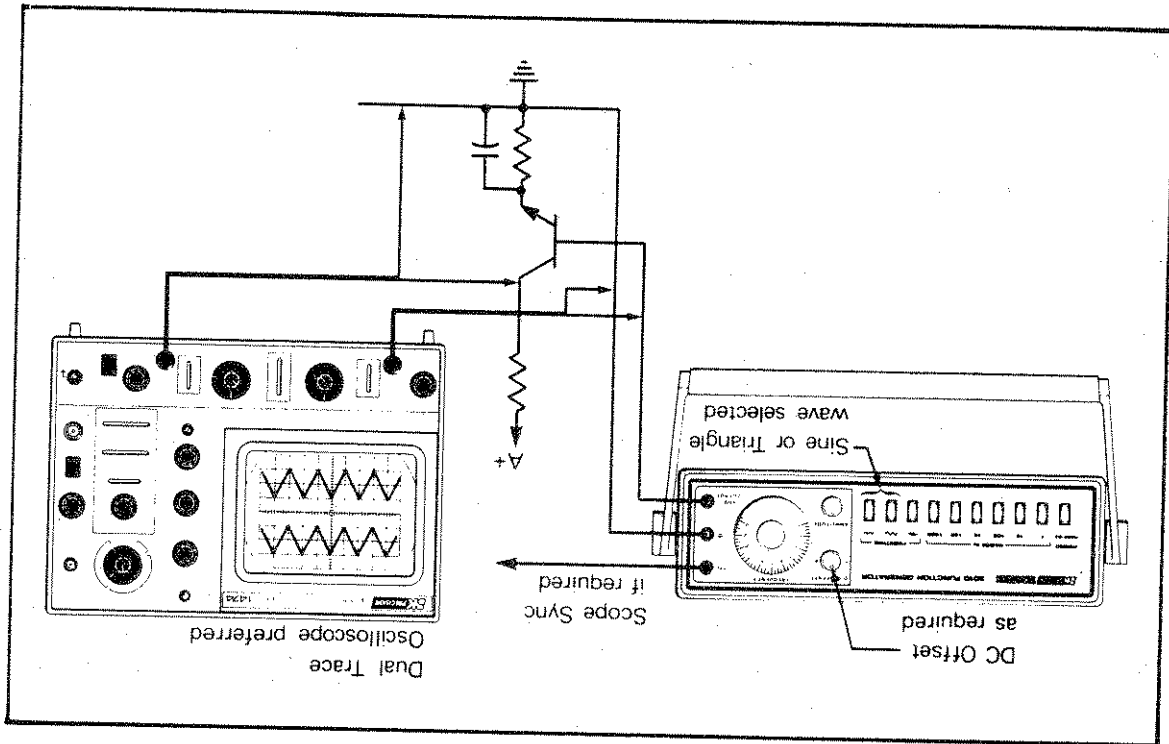 DC Offset
as required
Dual Trace
Oscilloscope preferred
Scope Sync
if required
3010 FUNCTION GENERATOR
Sine or Triangle
wave selected
A+